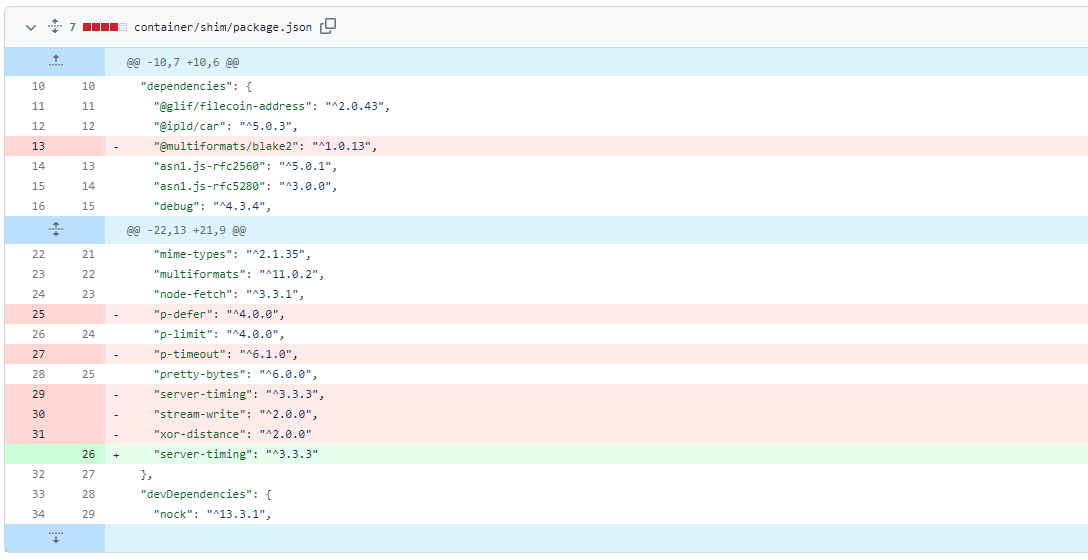 7 container/shim/package.json
@@ -10,7 +10,6 @@
10 10 "dependencies": {
11 11 "@glif/filecoin-address": "^2.0.43",
12 12 "@ipld/car": "^5.0.3",
13 - "@multiformats/blake2": "^1.0.13",
14 13 "asn1.js-rfc2560": "^5.0.1",
15 14 "asn1.js-rfc5280": "^3.0.0",
16 15 "debug": "^4.3.4",
@@ -22,13 +21,9 @@
22 21 "mime-types": "^2.1.35",
23 22 "multiformats": "^11.0.2",
24 23 "node-fetch": "^3.3.1",
25 - "p-defer": "^4.0.0",
26 24 "p-limit": "^4.0.0",
27 - "p-timeout": "^6.1.0",
28 25 "pretty-bytes": "^6.0.0",
29 - "server-timing": "^3.3.3",
30 - "stream-write": "^2.0.0",
31 - "xor-distance": "^2.0.0"
26 + "server-timing": "^3.3.3"
32 27 },
33 28 "devDependencies": {
34 29 "nock": "^13.3.1",